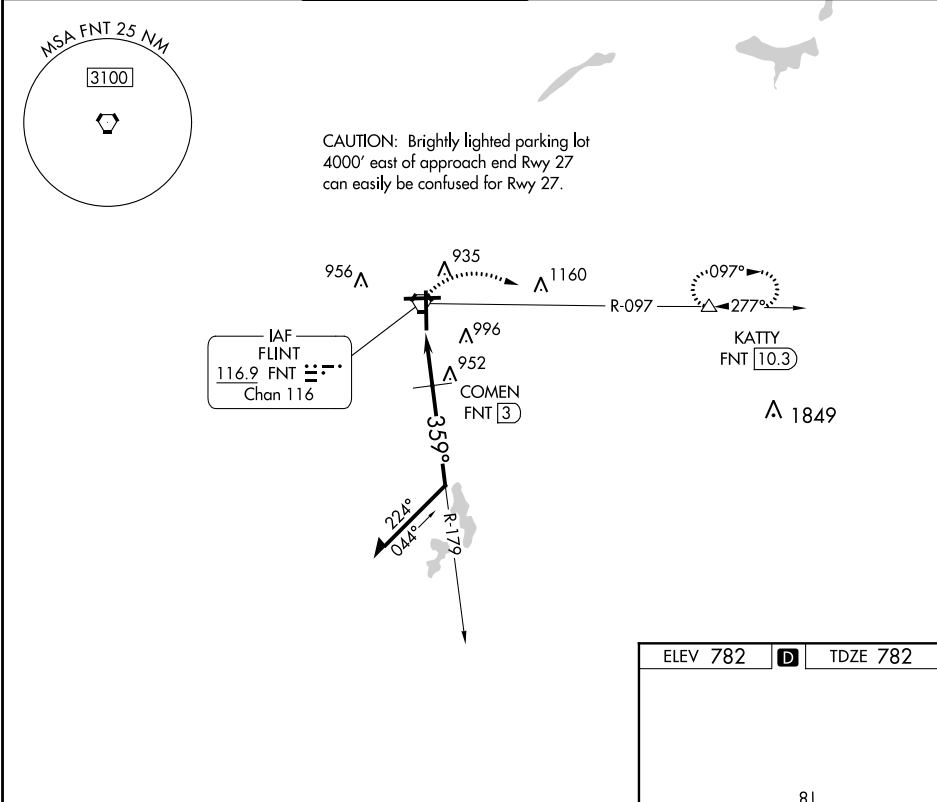 MSA FNT 25 NM
3100
CAUTION: Brightly lighted parking lot
4000' east of approach end Rwy 27
can easily be confused for Rwy 27.
956
935
1160
097°
R-097
277°
KATTY
FNT 10.3
IAF
FLINT
116.9 FNT
Chan 116
996
952
COMEN
FNT 3
1849
359°
224°
044°
R-179
ELEV 782
D
TDZE 782
81